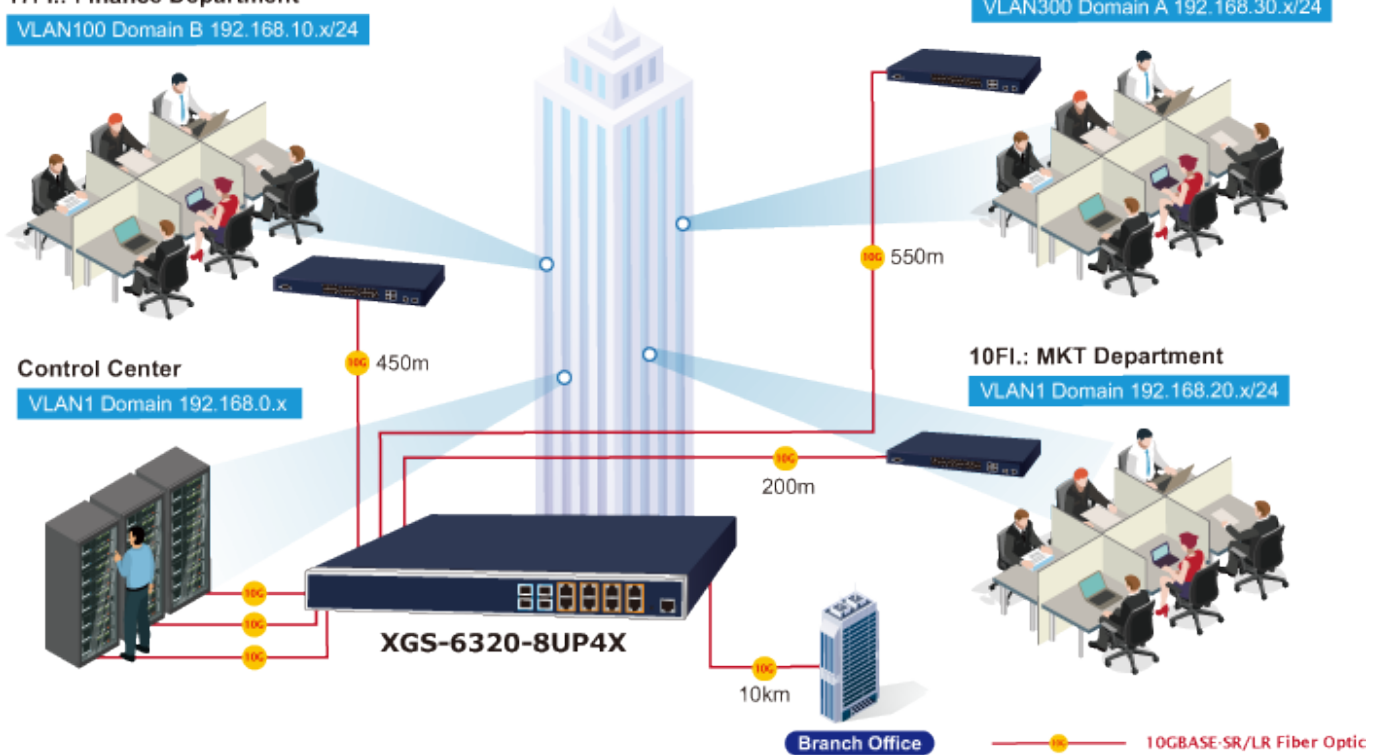 Finance Department
VLAN100 Domain B 192.168.10.x/24
VLAN300 Domain A 192.168.30.x/24
10G 550m
10G 450m
Control Center
VLAN1 Domain 192.168.0.x
10Fl.: MKT Department
VLAN1 Domain 192.168.20.x/24
10G
200m
10G
10G
10G
XGS-6320-8UP4X
10G
10km
Branch Office
10G 10GBASE-SR/LR Fiber Optic